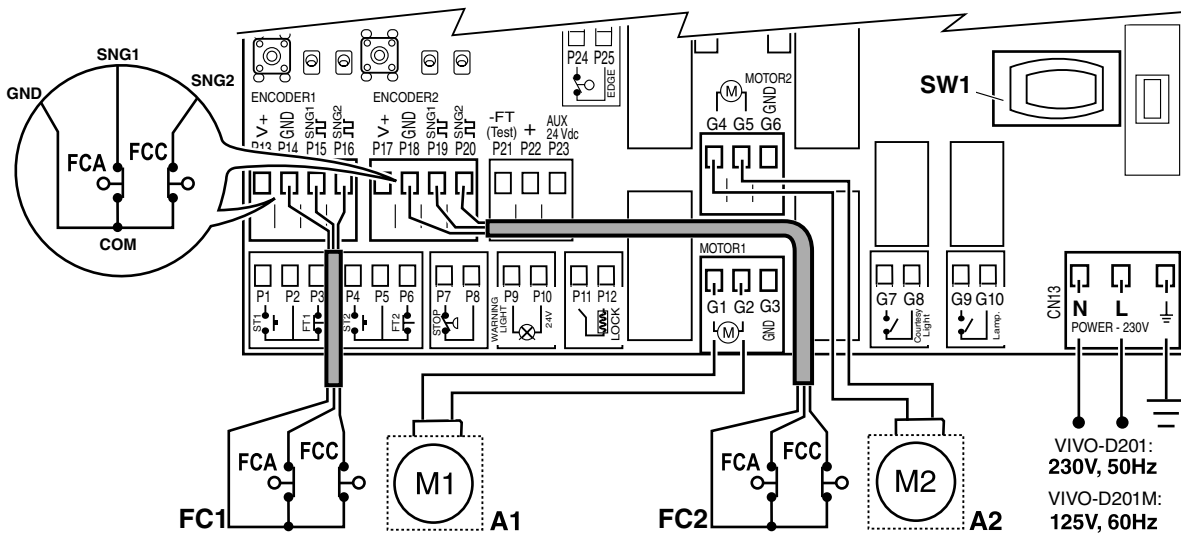 SNG1
SNG2
GND
FCA
FCC
COM
ENCODER1
V+
GND
SNG1
SNG2
P13
P14
P15
P16
ENCODER2
V+
GND
SNG1
SNG2
P17
P18
P19
P20
-FT
(Test)
+
AUX
24 Vdc
P21
P22
P23
P24
P25
EDGE
MOTOR2
M
GND
G4
G5
G6
SW1
P1
P2
P3
P4
P5
P6
ST1
FT1
ST2
FT2
P7
P8
STOP
P9
P10
WARNING
LIGHT
24V
P11
P12
LOCK
MOTOR1
G1
G2
G3
M
GND
G7
G8
Courtesy
Light
G9
G10
Lamp.
CN13
N
L
POWER - 230V
FCA
FCC
FC1
M1
A1
FCA
FCC
FC2
M2
A2
VIVO-D201:
230V, 50Hz
VIVO-D201M:
125V, 60Hz